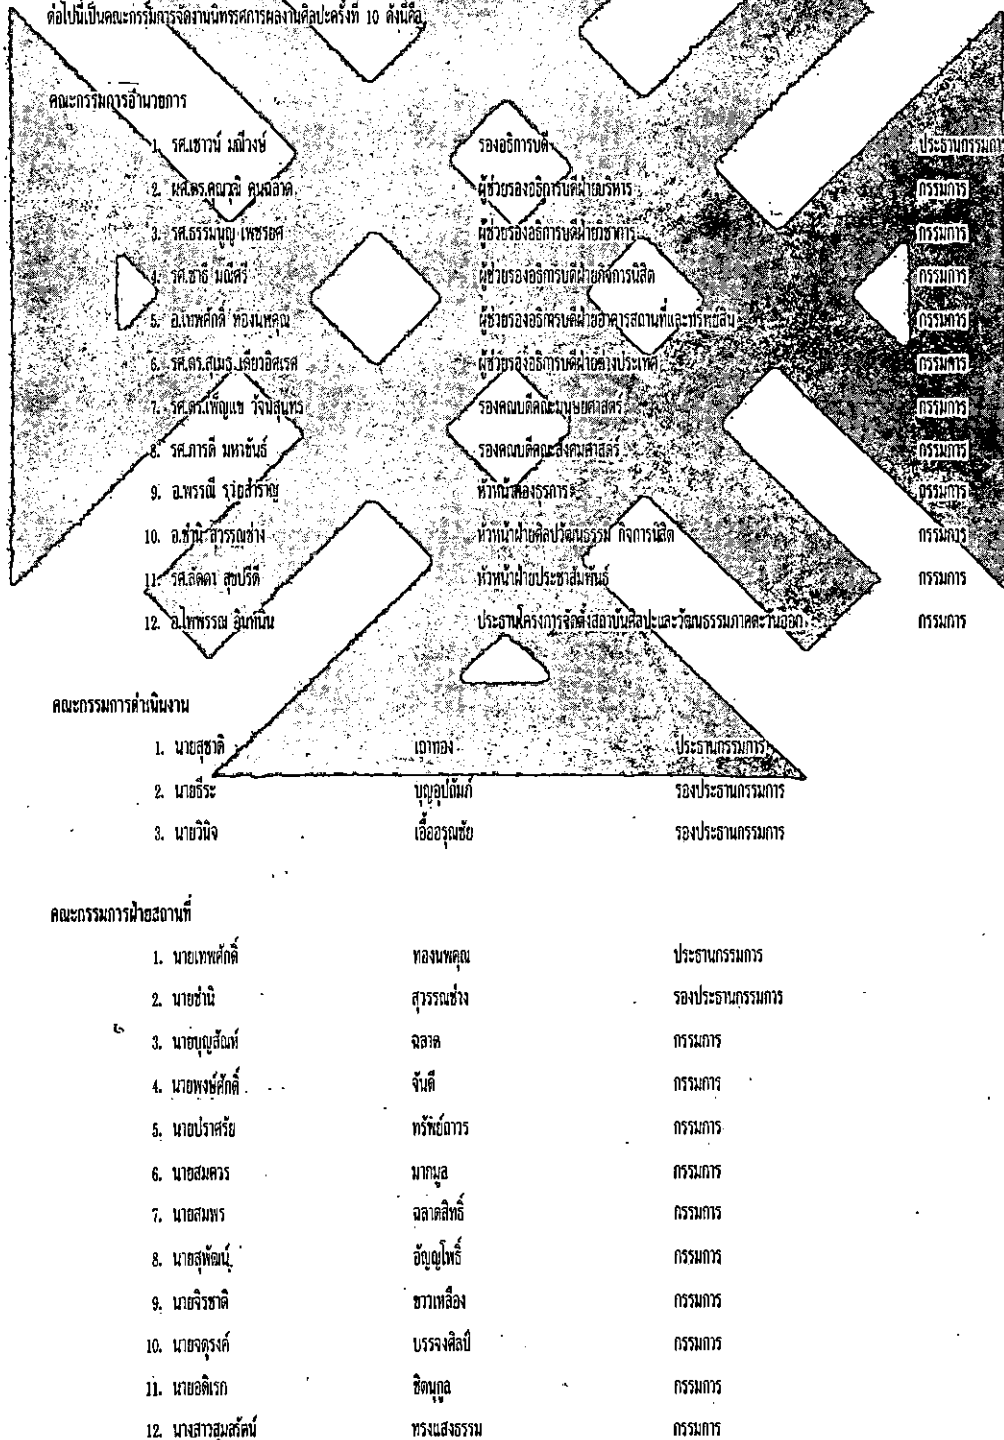 ต่อไปนี้เป็นคณะกรรมการจัดงานนิทรรศการผลงานศิลปะครั้งที่ 10 ดังนี้คือ
คณะกรรมการอำนวยการ
1. รศ.เชาวน์ มณีวงษ์ รองอธิการบดี ประธานกรรมการ
2. ผศ.ดร.คุณวุฒิ คนฉลาด ผู้ช่วยรองอธิการบดีฝ่ายบริหาร กรรมการ
3. รศ.ธรรมนูญ เพชรยศ ผู้ช่วยรองอธิการบดีฝ่ายวิชาการ กรรมการ
4. รศ.ชาธี มณีศรี ผู้ช่วยรองอธิการบดีฝ่ายกิจการนิสิต กรรมการ
5. อ.เทพศักดิ์ ทองนพคุณ ผู้ช่วยรองอธิการบดีฝ่ายอาคารสถานที่และทรัพย์สิน กรรมการ
6. รศ.ดร.สเมธ เดียวอิศเรศ ผู้ช่วยรองอธิการบดีฝ่ายต่างประเทศ กรรมการ
7. รศ.ดร.เพ็ญแข วัจนสุนทร รองคณบดีคณะมนุษยศาสตร์ กรรมการ
8. รศ.ภารดี มหาขันธ์ รองคณบดีคณะสังคมศาสตร์ กรรมการ
9. อ.พรรณี รวยสำราญ หัวหน้ากองธุรการ กรรมการ
10. อ.ชำนิ สุวรรณช่าง หัวหน้าฝ่ายศิลปวัฒนธรรม กิจการนิสิต กรรมการ
11. รศ.ลัดดา สุขปรีดี หัวหน้าฝ่ายประชาสัมพันธ์ กรรมการ
12. อ.ไพพรรณ อินทนิน ประธานโครงการจัดตั้งสถาบันศิลปะและวัฒนธรรมภาคตะวันออก กรรมการ
คณะกรรมการดำเนินงาน
1. นายสุชาติ เถาทอง ประธานกรรมการ
2. นายธีระ บุญอุปถัมภ์ รองประธานกรรมการ
3. นายวินิจ เอื้ออรุณชัย รองประธานกรรมการ
คณะกรรมการฝ่ายสถานที่
1. นายเทพศักดิ์ ทองนพคุณ ประธานกรรมการ
2. นายชำนิ สุวรรณช่าง รองประธานกรรมการ
3. นายบุญสัณห์ ฉลาด กรรมการ
4. นายพงษ์ศักดิ์ จันดี กรรมการ
5. นายปราศรัย ทรัพย์ถาวร กรรมการ
6. นายสมควร มากมูล กรรมการ
7. นายสมพร ฉลาดสิทธิ์ กรรมการ
8. นายสุพัฒน์ อัญญโพธิ์ กรรมการ
9. นายจิรชาติ ขาวเหลือง กรรมการ
10. นายจตุรงค์ บรรจงศิลป์ กรรมการ
11. นายอดิเรก ชิตนุกูล กรรมการ
12. นางสาวสุมลรัตน์ ทรงแสงธรรม กรรมการ